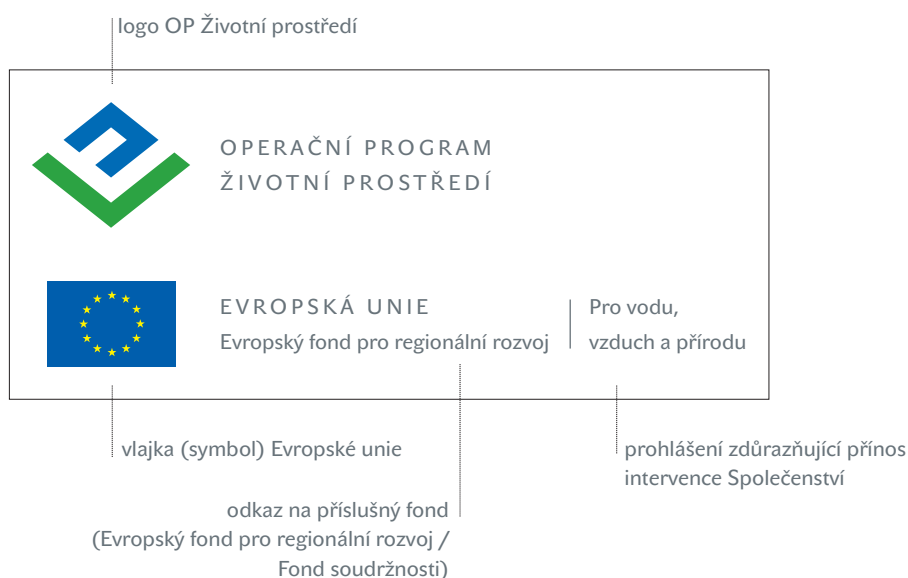 logo OP Životní prostředí
OPERAČNÍ PROGRAM
ŽIVOTNÍ PROSTŘEDÍ
EVROPSKÁ UNIE
Evropský fond pro regionální rozvoj
Pro vodu,
vzduch a přírodu
vlajka (symbol) Evropské unie
prohlášení zdůrazňující přínos
intervence Společenství
odkaz na příslušný fond
(Evropský fond pro regionální rozvoj /
Fond soudržnosti)